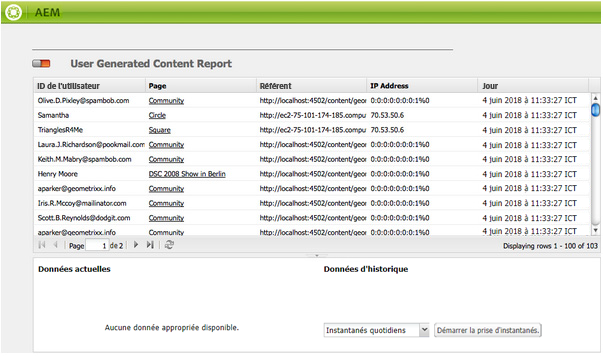 AEM
User Generated Content Report
ID de l'utilisateur Page Référent IP Address Jour
Olive.D.Pixley@spambob.com Community http://localhost:4502/content/geo 0:0:0:0:0:0:0:1%0 4 juin 2018 à 11:33:27 ICT
Samantha Circle http://ec2-75-101-174-185.compu 70.53.50.6 4 juin 2018 à 11:33:27 ICT
TrianglesR4Me Square http://ec2-75-101-174-185.compu 70.53.50.6 4 juin 2018 à 11:33:27 ICT
Laura.J.Richardson@pookmail.com Community http://localhost:4502/content/geo 0:0:0:0:0:0:0:1%0 4 juin 2018 à 11:33:27 ICT
Keith.M.Mabry@spambob.com Community http://localhost:4502/content/geo 0:0:0:0:0:0:0:1%0 4 juin 2018 à 11:33:27 ICT
Henry Moore DSC 2008 Show in Berlin http://localhost:4502/content/geo 0:0:0:0:0:0:0:1%0 4 juin 2018 à 11:33:27 ICT
aparker@geometrixx.info Community http://localhost:4502/content/geo 0:0:0:0:0:0:0:1%0 4 juin 2018 à 11:33:27 ICT
Iris.R.Mccoy@mailinator.com Community http://localhost:4502/content/geo 0:0:0:0:0:0:0:1%0 4 juin 2018 à 11:33:27 ICT
Scott.B.Reynolds@dodgit.com Community http://localhost:4502/content/geo 0:0:0:0:0:0:0:1%0 4 juin 2018 à 11:33:27 ICT
aparker@geometrixx.info Community http://localhost:4502/content/geo 0:0:0:0:0:0:0:1%0 4 juin 2018 à 11:33:27 ICT
Page 1 de 2 Displaying rows 1 - 100 of 103
Données actuelles Données d'historique
Aucune donnée appropriée disponible. Instantanés quotidiens Démarrer la prise d'instantanés.